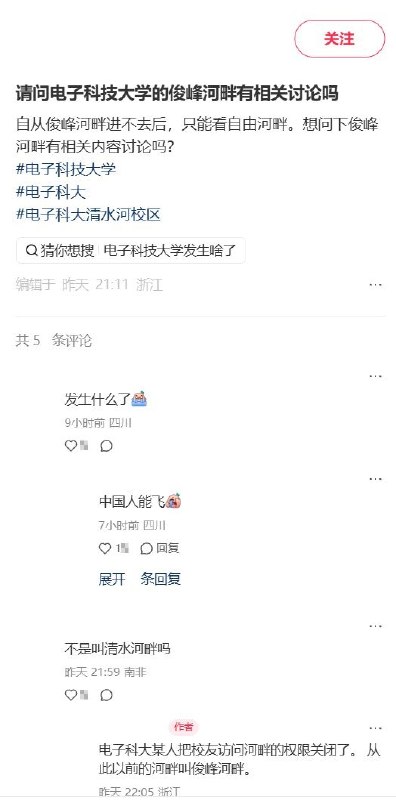 关注
请问电子科技大学的俊峰河畔有相关讨论吗
自从俊峰河畔进不去后，只能看自由河畔。想问下俊峰
河畔有相关内容讨论吗？
#电子科技大学
#电子科大
#电子科大清水河校区
猜你想搜 电子科技大学发生啥了
编辑于 昨天 21:11 浙江
共 5 条评论
发生什么了
9小时前 四川
中国人能飞
7小时前 四川
1 回复
展开 条回复
不是叫清水河畔吗
昨天 21:59 南非
作者
电子科大某人把校友访问河畔的权限关闭了。 从
此以前的河畔叫俊峰河畔。
昨天 22:05 浙江